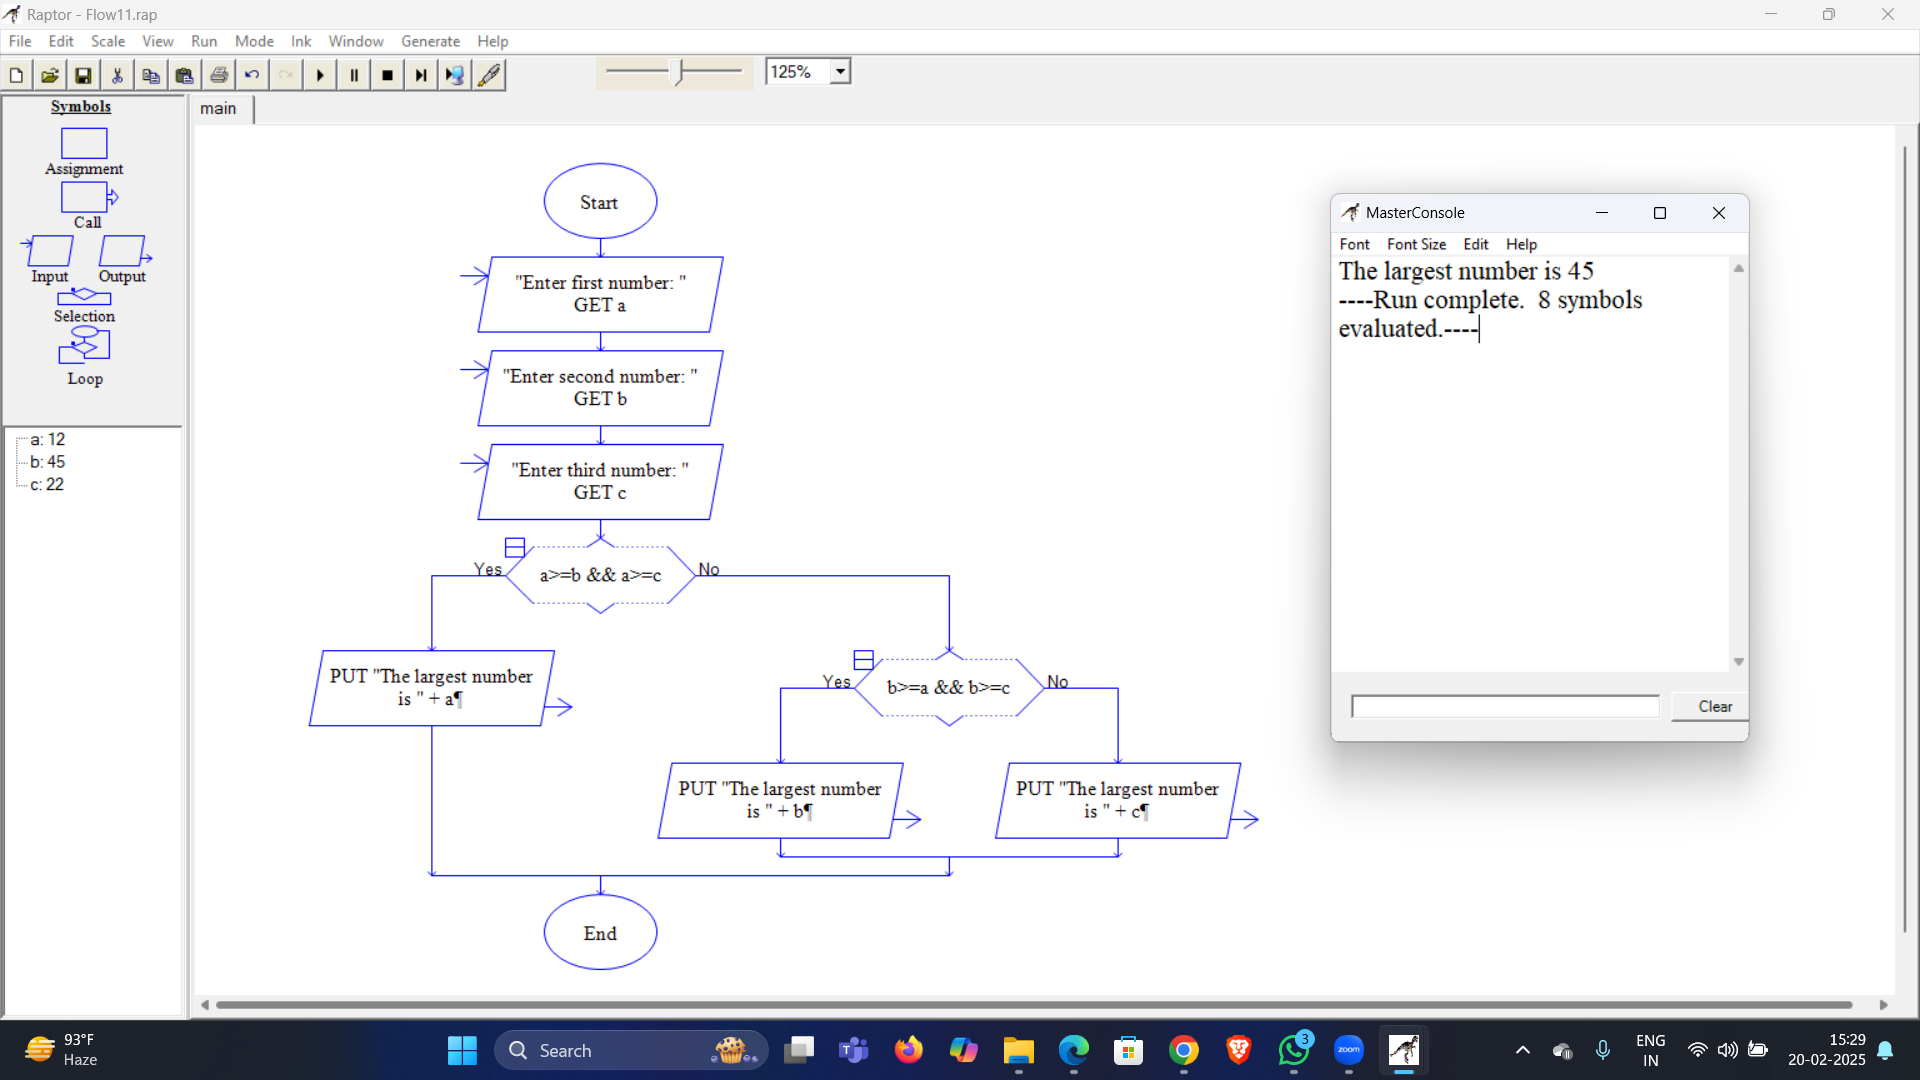 Raptor - Flow11.rap
File Edit Scale View Run Mode Ink Window Generate Help
125%
Symbols
Assignment
Call
Input Output
Selection
Loop
a: 12
b: 45
c: 22
main
Start
"Enter first number: "
GET a
"Enter second number: "
GET b
"Enter third number: "
GET c
Yes a>=b && a>=c No
PUT "The largest number
is " + a¶
Yes b>=a && b>=c No
PUT "The largest number
is " + b¶
PUT "The largest number
is " + c¶
End
MasterConsole
Font Font Size Edit Help
The largest number is 45
----Run complete.  8 symbols
evaluated.----
Clear
93°F
Haze
Search
zoom
3
ENG
IN
15:29
20-02-2025